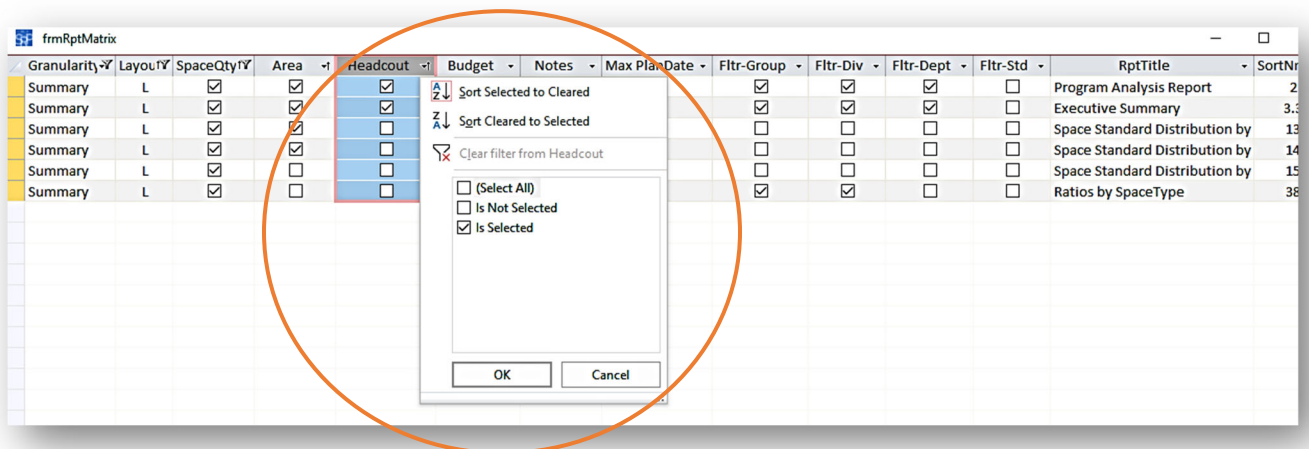 frmRptMatrix
Granularity Layout SpaceQty Area Headcout Budget Notes Max PlanDate Fltr-Group Fltr-Div Fltr-Dept Fltr-Std RptTitle SortNr
Summary L Program Analysis Report 2
Summary L Executive Summary 3.3
Summary L Space Standard Distribution by 13
Summary L Space Standard Distribution by 14
Summary L Space Standard Distribution by 15
Summary L Ratios by SpaceType 38
Sort Selected to Cleared
Sort Cleared to Selected
Clear filter from Headcout
(Select All)
Is Not Selected
Is Selected
OK Cancel